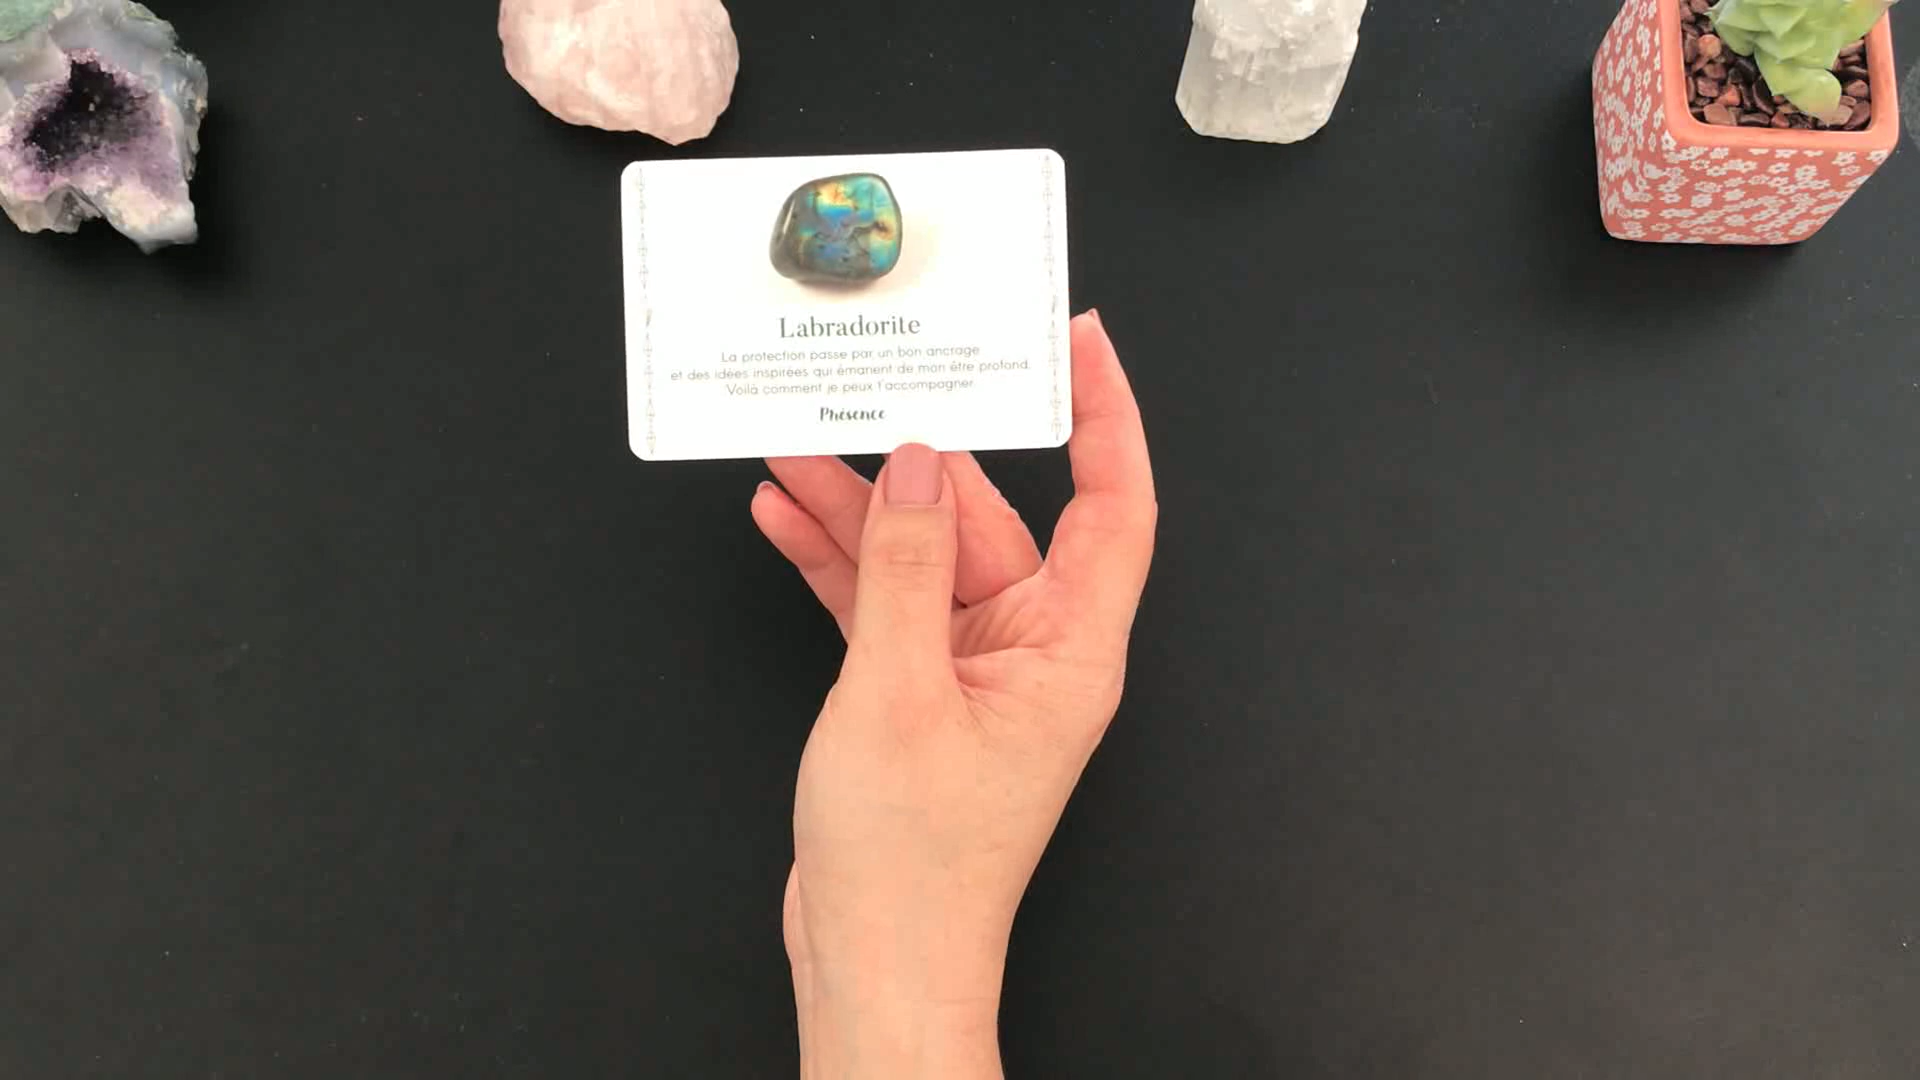 Labradorite
La protection passe par un bon ancrage
et des idées inspirées qui émanent de mon être profond.
Voilà comment je peux t'accompagner.
Présence